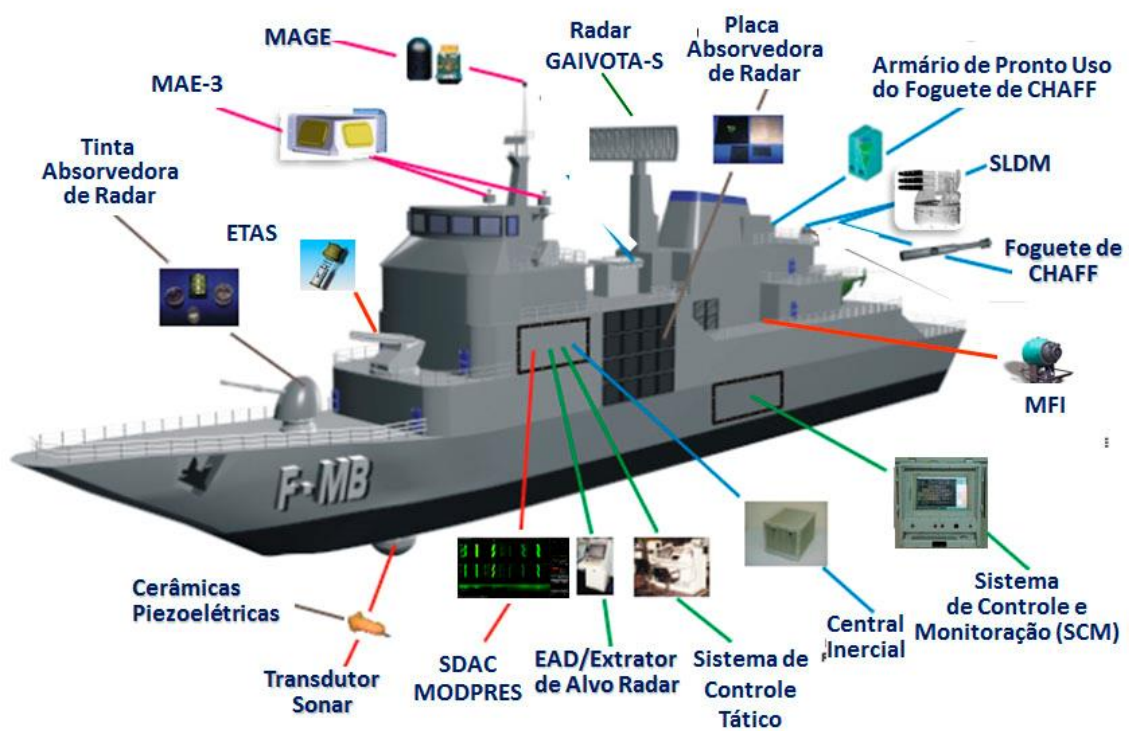 MAGE
MAE-3
Tinta
Absorvedora
de Radar
ETAS
Radar
GAIVOTA-S
Placa
Absorvedora
de Radar
Armário de Pronto Uso
do Foguete de CHAFF
SLDM
Foguete de
CHAFF
MFI
F-MB
Cerâmicas
Piezoelétricas
Transdutor
Sonar
SDAC
MODPRES
EAD/Extrator
de Alvo Radar
Sistema de
Controle
Tático
Central
Inercial
Sistema
de Controle e
Monitoração (SCM)